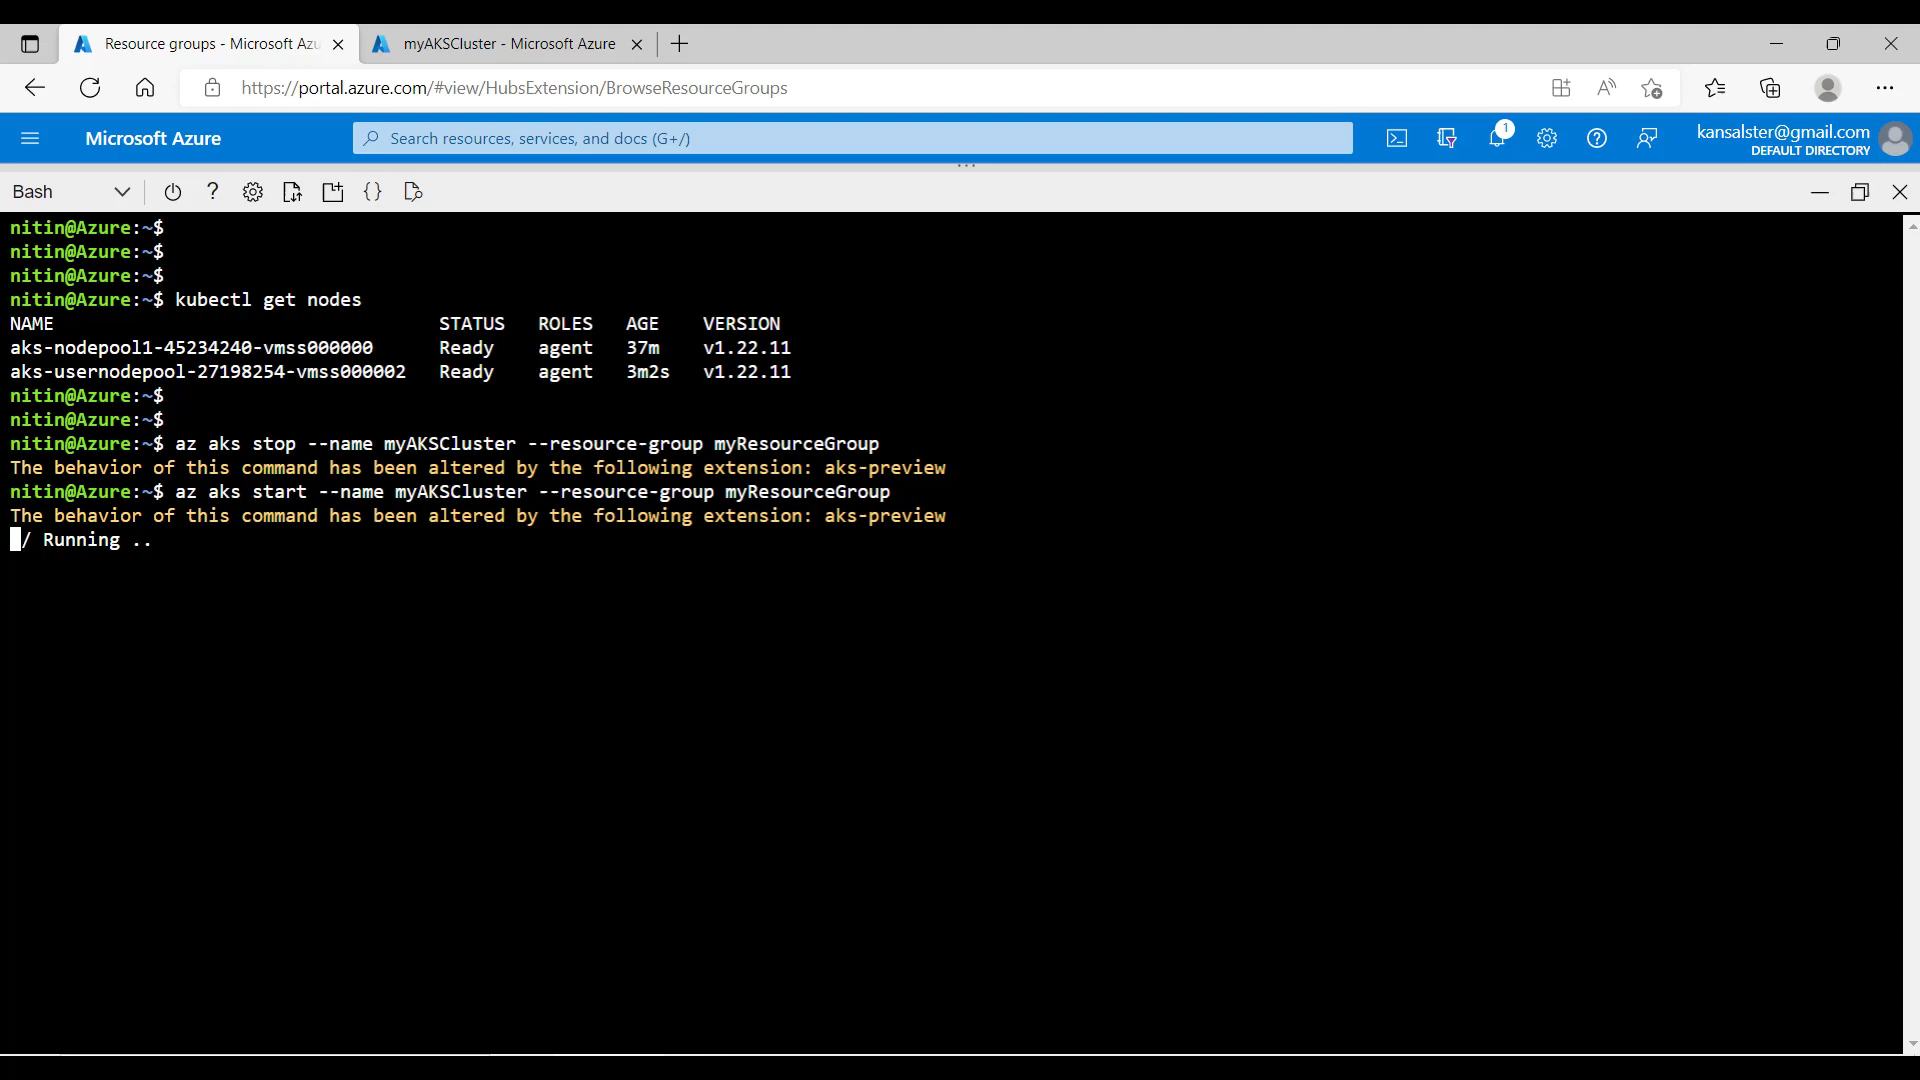 Resource groups - Microsoft Azu
myAKSCluster - Microsoft Azure
https://portal.azure.com/#view/HubsExtension/BrowseResourceGroups
Microsoft Azure
Search resources, services, and docs (G+/)
1
kansalster@gmail.com
DEFAULT DIRECTORY
Bash
nitin@Azure:~$
nitin@Azure:~$
nitin@Azure:~$
nitin@Azure:~$ kubectl get nodes
NAME STATUS ROLES AGE VERSION
aks-nodepool1-45234240-vmss000000 Ready agent 37m v1.22.11
aks-usernodepool-27198254-vmss000002 Ready agent 3m2s v1.22.11
nitin@Azure:~$
nitin@Azure:~$
nitin@Azure:~$ az aks stop --name myAKSCluster --resource-group myResourceGroup
The behavior of this command has been altered by the following extension: aks-preview
nitin@Azure:~$ az aks start --name myAKSCluster --resource-group myResourceGroup
The behavior of this command has been altered by the following extension: aks-preview
/ Running ..